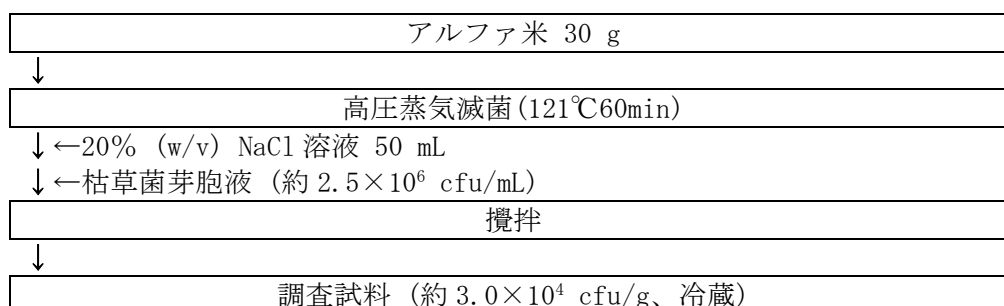 アルファ米 30 g
↓
高圧蒸気滅菌(121℃60min)
↓←20% (w/v) NaCl 溶液 50 mL
↓←枯草菌芽胞液 (約 2.5×10⁶ cfu/mL)
攪拌
↓
調査試料 (約 3.0×10⁴ cfu/g、冷蔵)